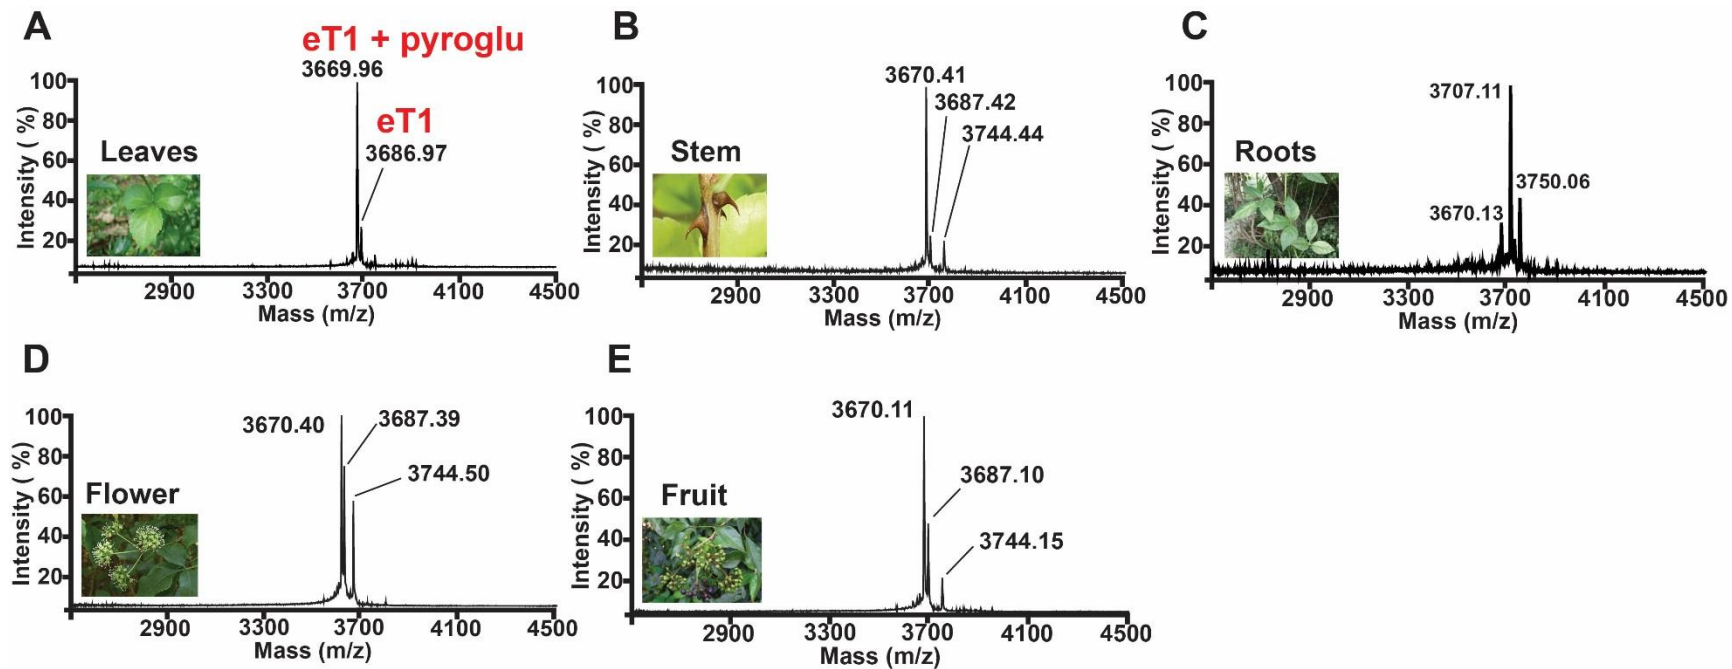 A
eT1 + pyroglu
3669.96
eT1
3686.97
Leaves
Intensity ( %)
100
80
60
40
20
2900
3300
3700
4100
4500
Mass (m/z)
B
3670.41
3687.42
3744.44
Stem
Intensity ( %)
100
80
60
40
20
2900
3300
3700
4100
4500
Mass (m/z)
C
3707.11
3750.06
3670.13
Roots
Intensity ( %)
100
80
60
40
20
2900
3300
3700
4100
4500
Mass (m/z)
D
3670.40
3687.39
3744.50
Flower
Intensity ( %)
100
80
60
40
20
2900
3300
3700
4100
4500
Mass (m/z)
E
3670.11
3687.10
3744.15
Fruit
Intensity ( %)
100
80
60
40
20
2900
3300
3700
4100
4500
Mass (m/z)